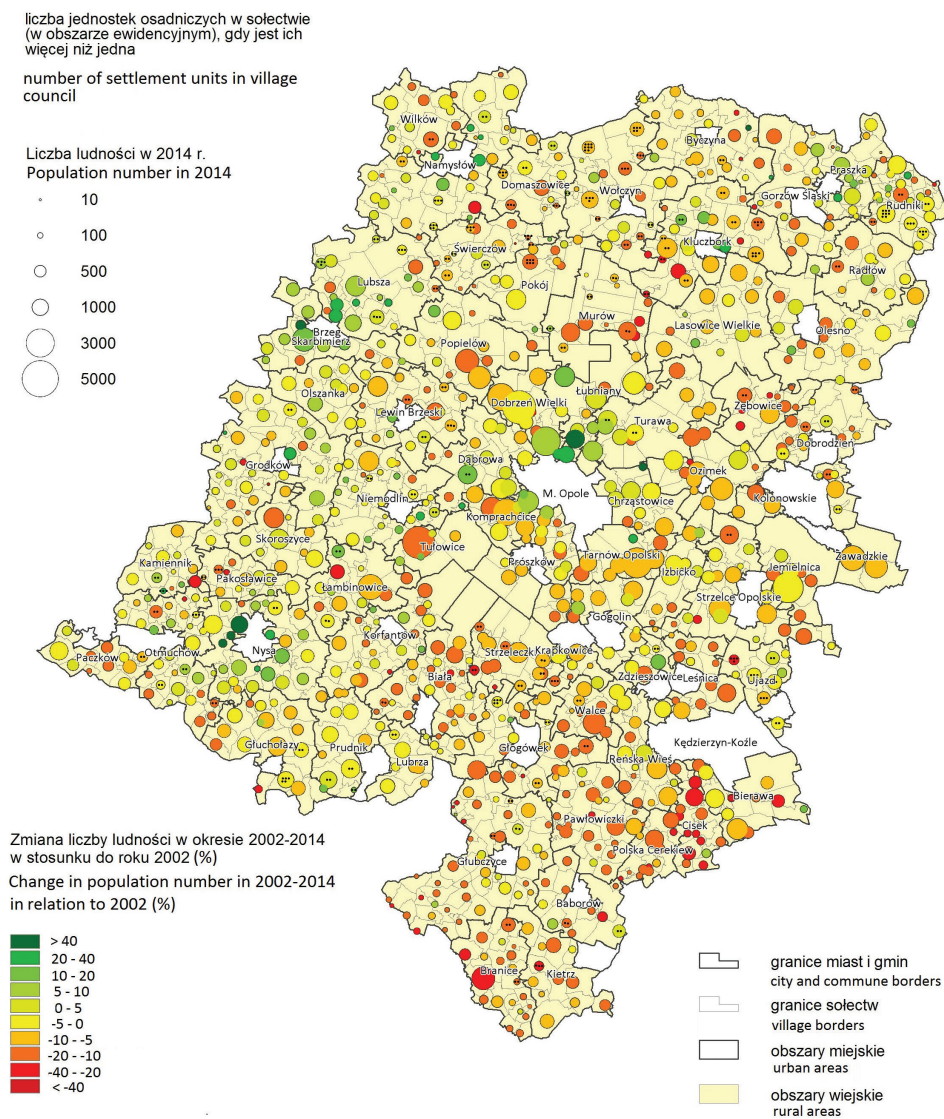 liczba jednostek osadniczych w sołectwie
(w obszarze ewidencyjnym), gdy jest ich
więcej niż jedna
number of settlement units in village
council
Liczba ludności w 2014 r.
Population number in 2014
10
100
500
1000
3000
5000
Wilków
Namysłów
Byczyna
Praszka
Domaszowice
Wołczyn
Gorzów Śląski
Rudniki
Kluczbork
Świerczów
Radłów
Lubsza
Pokój
Murów
Lasowice Wielkie
Olesno
Brzeg
Skarbimierz
Popielów
Olszanka
Łubniany
Dobrzeń Wielki
Lewin Brzeski
Zębowice
Turawa
Dobrodzień
Dąbrowa
Grodków
Ozimek
Niemodlin
M. Opole
Chrząstowice
Kolonowskie
Komprachcice
Skoroszyce
Tułowice
Tarnów Opolski
Zawadzkie
Kamiennik
Prószków
Jemielnica
Izbicko
Pakosławice
Łambinowice
Strzelce Opolskie
Gogolin
Korfantów
Otmuchów
Nysa
Paczków
Strzeleczk
Krapkowice
Biała
Zdzieszowice
Leśnica
Ujazd
Walce
Głuchołazy
Prudnik
Głogówek
Kędzierzyn-Koźle
Lubrza
Reńska Wieś
Bierawa
Pawłowiczki
Cisek
Polska Cerekiew
Głubczyce
Baborów
Branice
Kietrz
Zmiana liczby ludności w okresie 2002-2014
w stosunku do roku 2002 (%)
Change in population number in 2002-2014
in relation to 2002 (%)
> 40
20 - 40
10 - 20
5 - 10
0 - 5
-5 - 0
-10 - -5
-20 - -10
-40 - -20
< -40
granice miast i gmin
city and commune borders
granice sołectw
village borders
obszary miejskie
urban areas
obszary wiejskie
rural areas